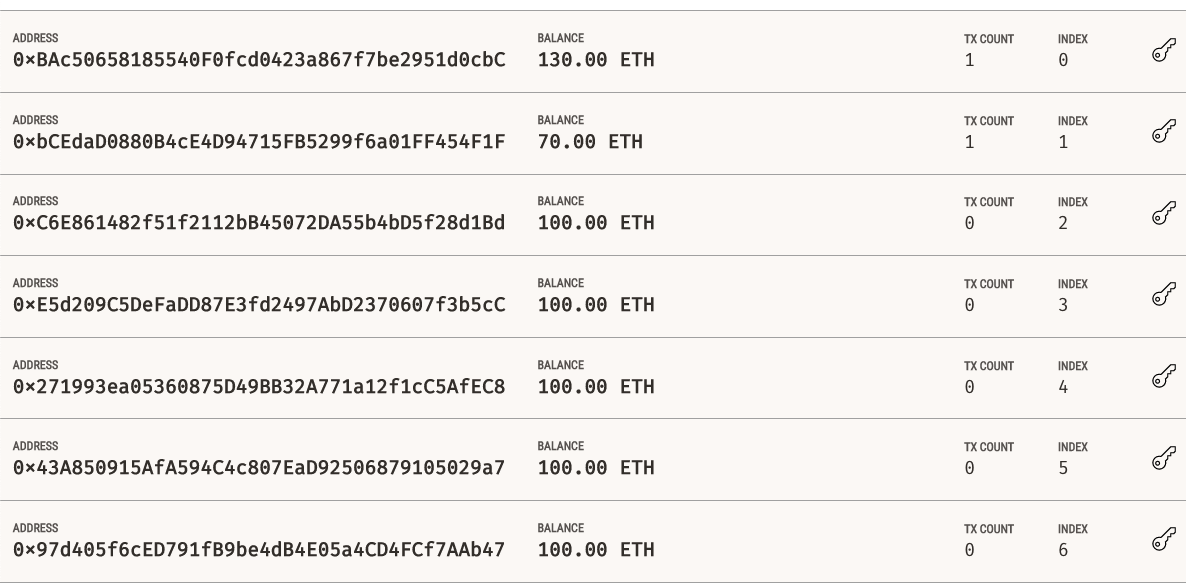 ADDRESS BALANCE TX COUNT INDEX
0×BAc50658185540F0fcd0423a867f7be2951d0cbC 130.00 ETH 1 0
ADDRESS BALANCE TX COUNT INDEX
0×bCEdaD0880B4cE4D94715FB5299f6a01FF454F1F 70.00 ETH 1 1
ADDRESS BALANCE TX COUNT INDEX
0×C6E861482f51f2112bB45072DA55b4bD5f28d1Bd 100.00 ETH 0 2
ADDRESS BALANCE TX COUNT INDEX
0×E5d209C5DeFaDD87E3fd2497AbD2370607f3b5cC 100.00 ETH 0 3
ADDRESS BALANCE TX COUNT INDEX
0×271993ea05360875D49BB32A771a12f1cC5AfEC8 100.00 ETH 0 4
ADDRESS BALANCE TX COUNT INDEX
0×43A850915AfA594C4c807EaD92506879105029a7 100.00 ETH 0 5
ADDRESS BALANCE TX COUNT INDEX
0×97d405f6cED791fB9be4dB4E05a4CD4FCf7AAb47 100.00 ETH 0 6